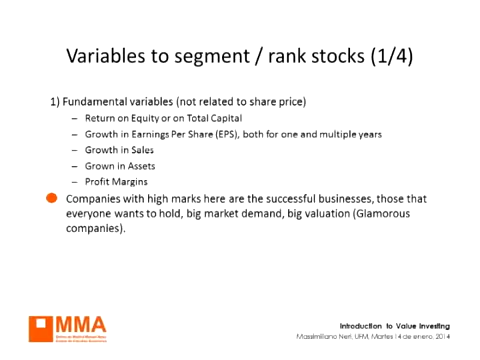 Variables to segment / rank stocks (1/4)
1) Fundamental variables (not related to share price)
– Return on Equity or on Total Capital
– Growth in Earnings Per Share (EPS), both for one and multiple years
– Growth in Sales
– Grown in Assets
– Profit Margins
Companies with high marks here are the successful businesses, those that
everyone wants to hold, big market demand, big valuation (Glamorous
companies).
MMA
Introduction to Value Investing
Massimiliano Neri, UFM, Martes 14 de enero, 2014